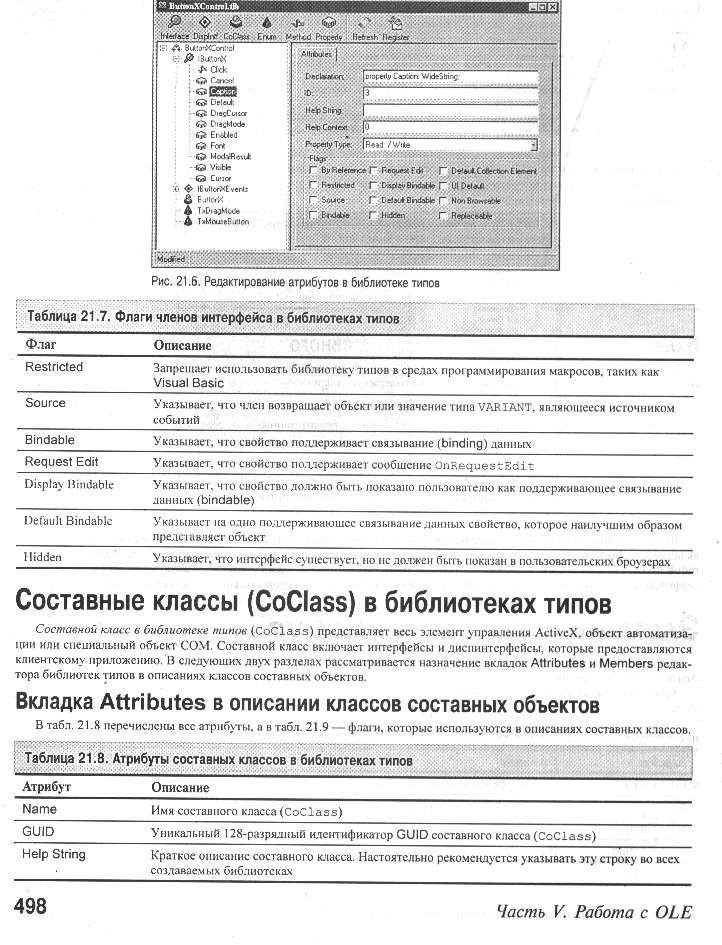 ButtonXControl.tlb
Interface DispIntf CoClass Enum Method Property Refresh Register
ButtonXControl
IButtonX
Click
Cancel
Caption
Default
DragCursor
DragMode
Enabled
Font
ModalResult
Visible
Cursor
IButtonXEvents
ButtonX
TxDragMode
TxMouseButton
Attributes
Declaration: property Caption: WideString;
ID: 3
Help String:
Help Context: 0
Property Type: Read / Write
Flags
By Reference Request Edit Default Collection Element
Restricted Display Bindable UI Default
Source Default Bindable Non Browsable
Bindable Hidden Replaceable
Modified
Рис. 21.6. Редактирование атрибутов в библиотеке типов
Таблица 21.7. Флаги членов интерфейса в библиотеках типов
Флаг Описание
Restricted Запрещает использовать библиотеку типов в средах программирования макросов, таких как
Visual Basic
Source Указывает, что член возвращает объект или значение типа VARIANT, являющееся источником
событий
Bindable Указывает, что свойство поддерживает связывание (binding) данных
Request Edit Указывает, что свойство поддерживает сообщение OnRequestEdit
Display Bindable Указывает, что свойство должно быть показано пользователю как поддерживающее связывание
данных (bindable)
Default Bindable Указывает на одно поддерживающее связывание данных свойство, которое наилучшим образом
представляет объект
Hidden Указывает, что интерфейс существует, но не должен быть показан в пользовательских броузерах
Составные классы (CoClass) в библиотеках типов
Составной класс в библиотеке типов (CoClass) представляет весь элемент управления ActiveX, объект автоматиза-
ции или специальный объект COM. Составной класс включает интерфейсы и диспинтерфейсы, которые предоставляются
клиентскому приложению. В следующих двух разделах рассматривается назначение вкладок Attributes и Members редак-
тора библиотек типов в описаниях классов составных объектов.
Вкладка Attributes в описании классов составных объектов
В табл. 21.8 перечислены все атрибуты, а в табл. 21.9 — флаги, которые используются в описаниях составных классов.
Таблица 21.8. Атрибуты составных классов в библиотеках типов
Атрибут Описание
Name Имя составного класса (CoClass)
GUID Уникальный 128-разрядный идентификатор GUID составного класса (CoClass)
Help String Краткое описание составного класса. Настоятельно рекомендуется указывать эту строку во всех
создаваемых библиотеках
498 Часть V. Работа с OLE